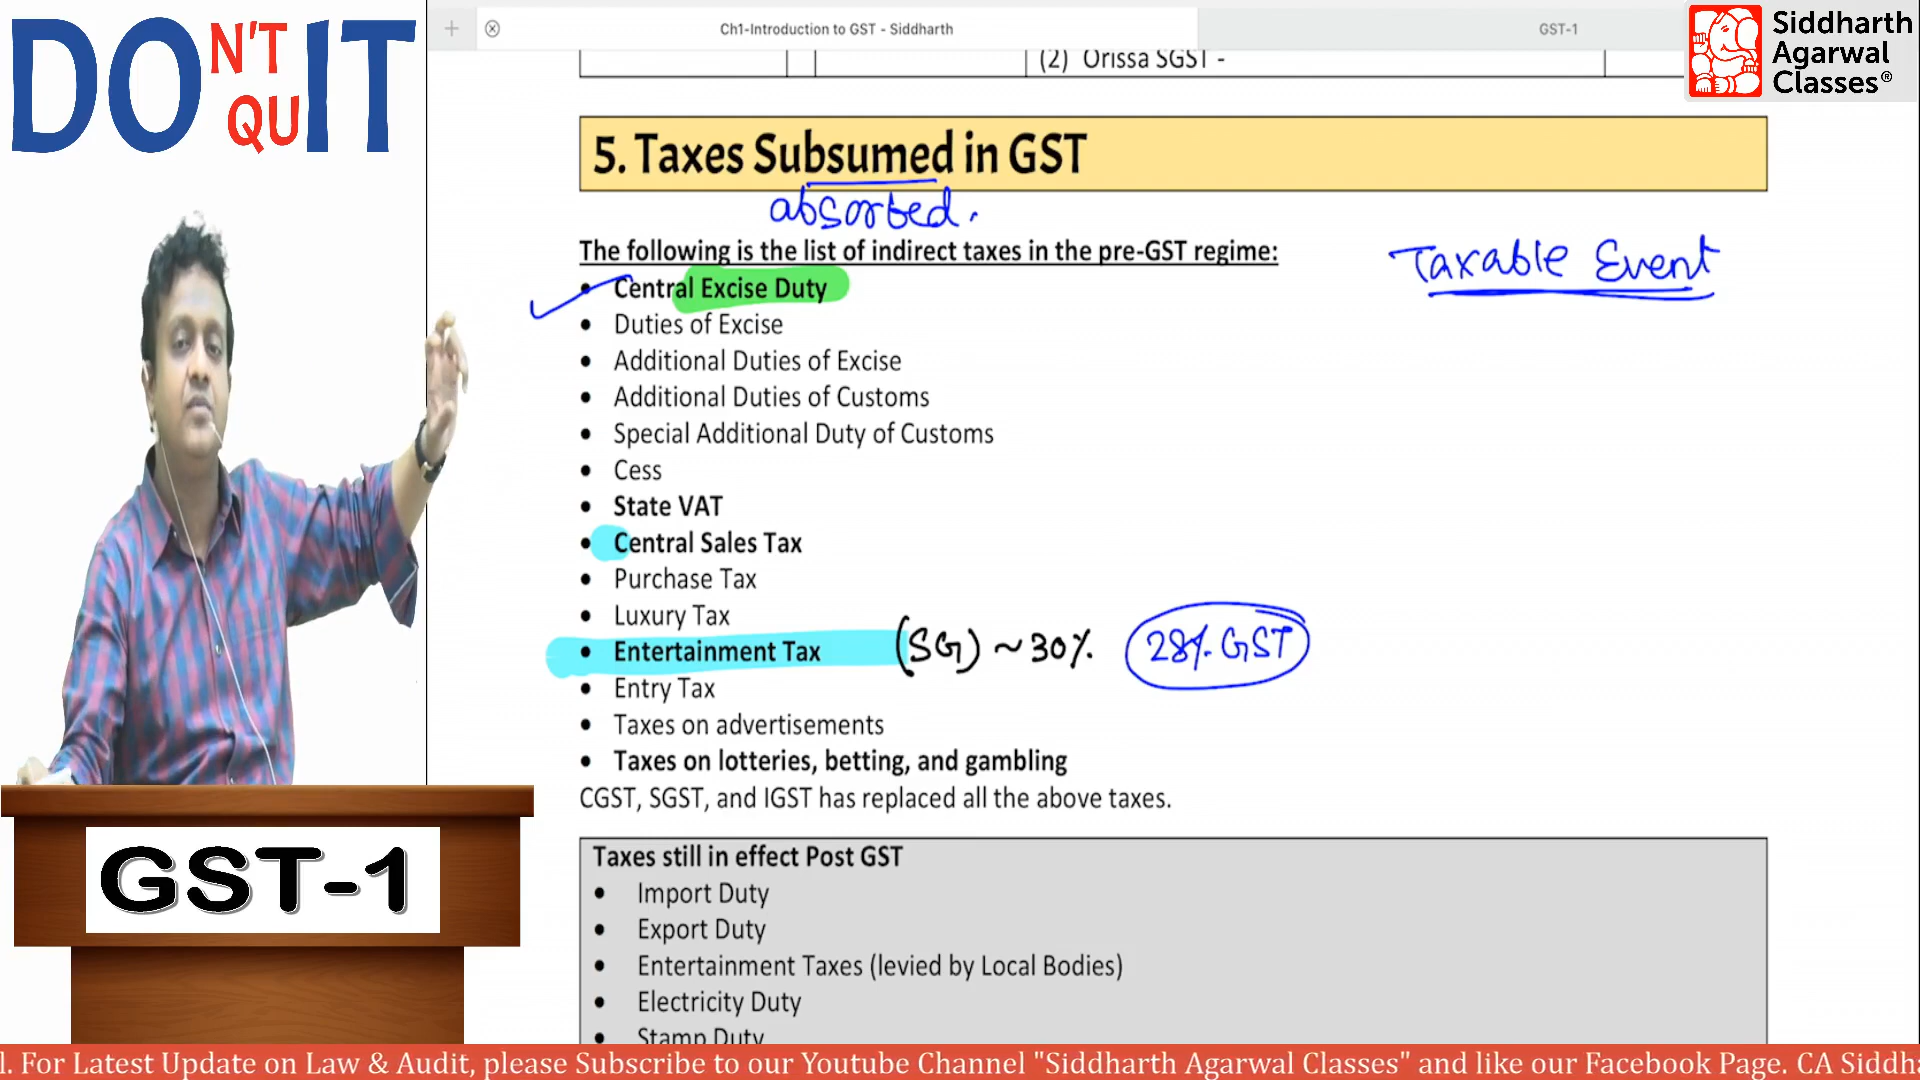 DON'T QUIT
Ch1-Introduction to GST - Siddharth
GST-1
Siddharth
Agarwal
Classes®
(2) Orissa SGST -
5. Taxes Subsumed in GST
absorbed.
The following is the list of indirect taxes in the pre-GST regime:
Taxable Event
• Central Excise Duty
• Duties of Excise
• Additional Duties of Excise
• Additional Duties of Customs
• Special Additional Duty of Customs
• Cess
• State VAT
• Central Sales Tax
• Purchase Tax
• Luxury Tax
• Entertainment Tax (SG) ~ 30% 28% GST
• Entry Tax
• Taxes on advertisements
• Taxes on lotteries, betting, and gambling
CGST, SGST, and IGST has replaced all the above taxes.
Taxes still in effect Post GST
• Import Duty
• Export Duty
• Entertainment Taxes (levied by Local Bodies)
• Electricity Duty
• Stamp Duty
GST-1
l. For Latest Update on Law & Audit, please Subscribe to our Youtube Channel "Siddharth Agarwal Classes" and like our Facebook Page. CA Siddha